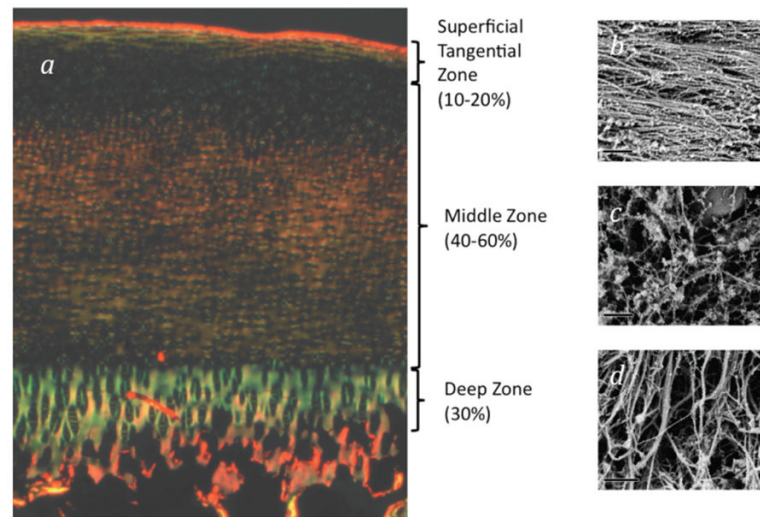 a
Superficial
Tangential
Zone
(10-20%)
Middle Zone
(40-60%)
Deep Zone
(30%)
b
c
d